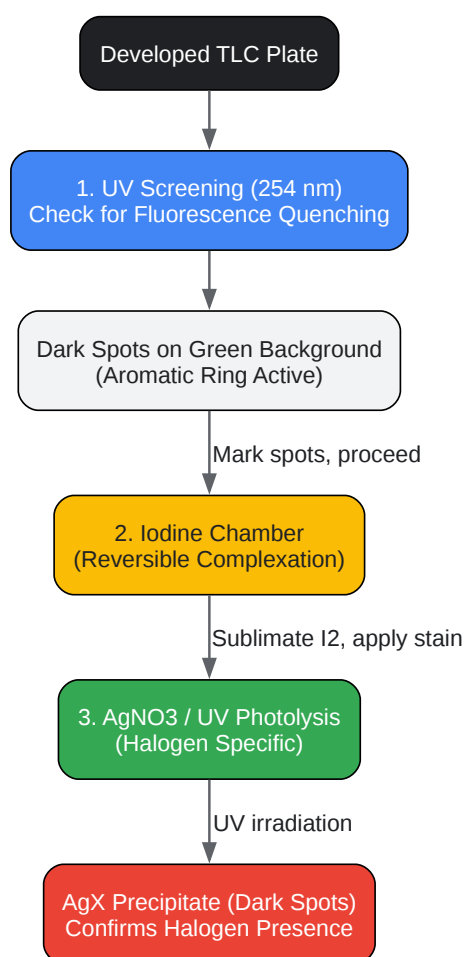 Developed TLC Plate
1. UV Screening (254 nm)
Check for Fluorescence Quenching
Dark Spots on Green Background
(Aromatic Ring Active)
Mark spots, proceed
2. Iodine Chamber
(Reversible Complexation)
Sublimate I2, apply stain
3. AgNO3 / UV Photolysis
(Halogen Specific)
UV irradiation
AgX Precipitate (Dark Spots)
Confirms Halogen Presence